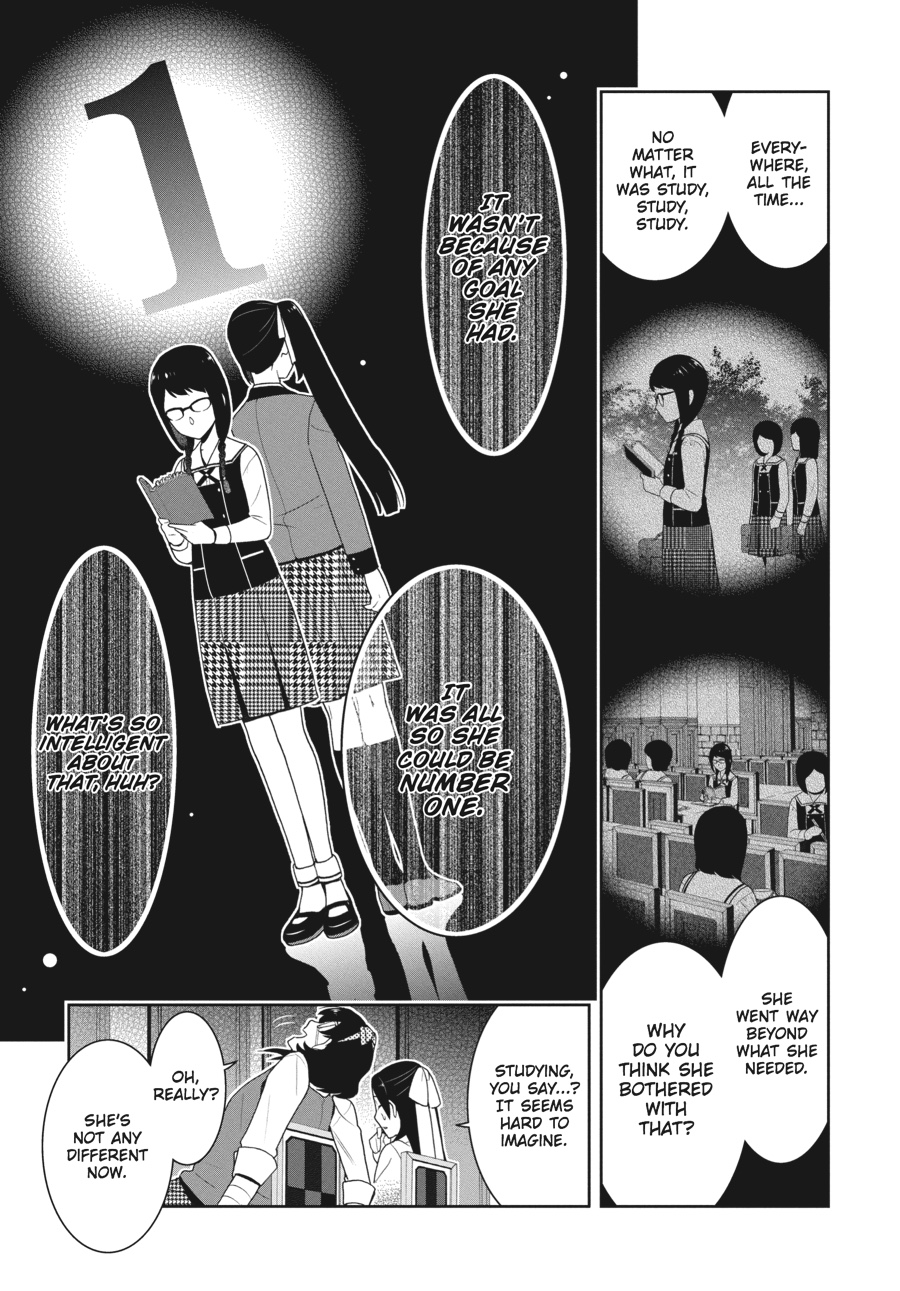 EVERY-
WHERE,
ALL THE
TIME...
NO
MATTER
WHAT, IT
WAS STUDY,
STUDY,
STUDY.
SHE
WENT WAY
BEYOND
WHAT SHE
NEEDED.
WHY
DO YOU
THINK SHE
BOTHERED
WITH
THAT?
1
IT
WASN'T
BECAUSE
OF ANY
GOAL
SHE
HAD.
IT
WAS ALL
SO SHE
COULD BE
NUMBER
ONE.
WHAT'S SO
INTELLIGENT
ABOUT
THAT, HUH?
STUDYING,
YOU SAY...?
IT SEEMS
HARD TO
IMAGINE.
OH,
REALLY?
SHE'S
NOT ANY
DIFFERENT
NOW.